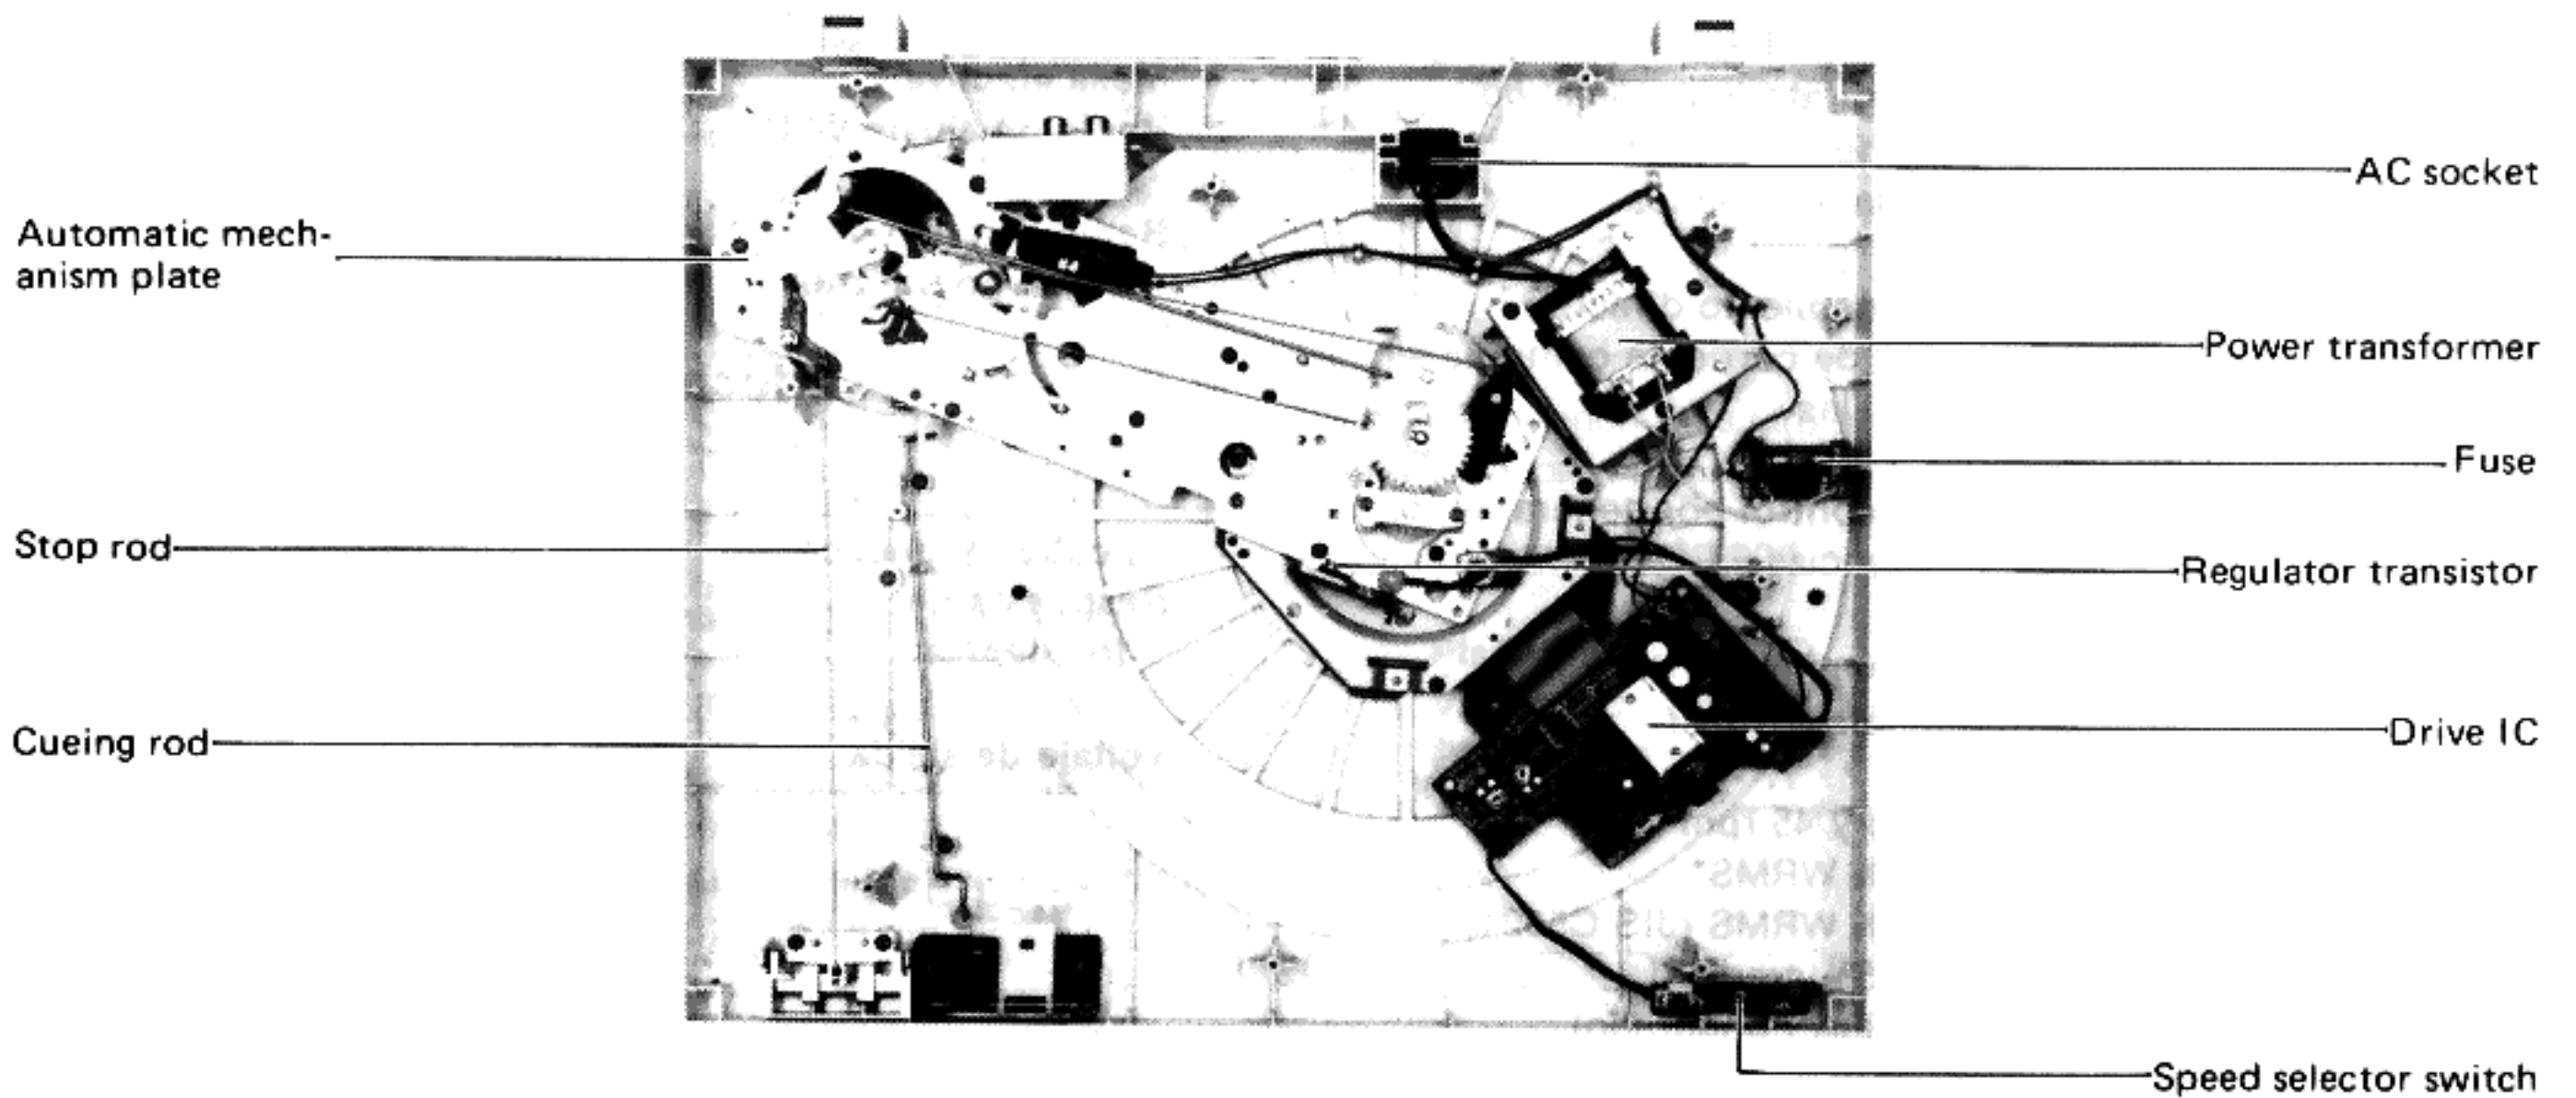 AC socket
Automatic mech-
anism plate
Power transformer
Fuse
Stop rod
Regulator transistor
Cueing rod
Drive IC
Speed selector switch